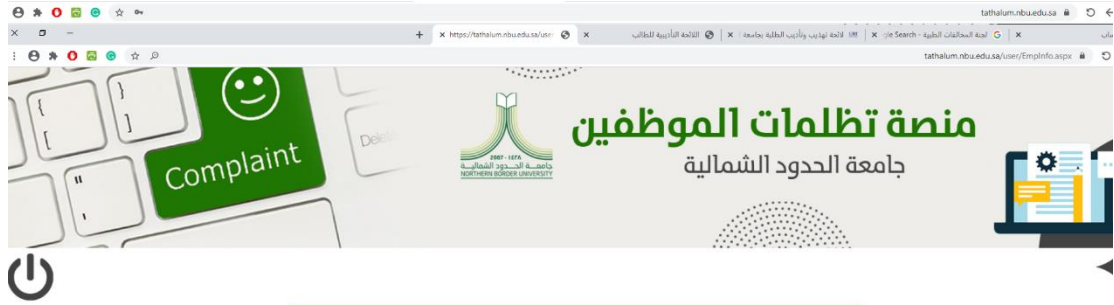 tathalum.nbu.edu.sa
https://tathalum.nbu.edu.sa/user
اللائحة التأديبية للطالب
لائحة تهذيب وتأديب الطلبة بجامعة
لجنة المخالفات الطبية - Search
tathalum.nbu.edu.sa/user/EmpInfo.aspx
منصة تظلمات الموظفين
جامعة الحدود الشمالية
2007 - ١٤٢٨
جامعة الحدود الشمالية
NORTHERN BORDER UNIVERSITY
Complaint
{
[
}
]
"
'